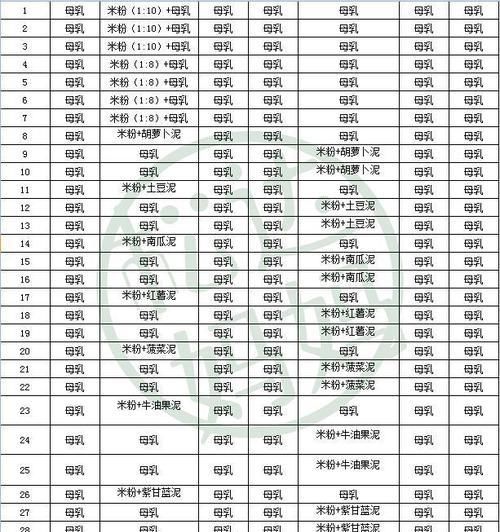 1 母乳 米粉（1:10）+母乳 母乳 母乳 母乳 母乳 母乳
2 母乳 米粉（1:10）+母乳 母乳 母乳 母乳 母乳 母乳
3 母乳 米粉（1:10）+母乳 母乳 母乳 母乳 母乳 母乳
4 母乳 米粉（1:8）+母乳 母乳 母乳 母乳 母乳 母乳
5 母乳 米粉（1:8）+母乳 母乳 母乳 母乳 母乳 母乳
6 母乳 米粉（1:8）+母乳 母乳 母乳 母乳 母乳 母乳
7 母乳 米粉（1:8）+母乳 母乳 母乳 母乳 母乳 母乳
8 母乳 米粉+胡萝卜泥 母乳 母乳 母乳 母乳 母乳
9 母乳 母乳 母乳 母乳 米粉+胡萝卜泥 母乳 母乳
10 母乳 母乳 母乳 母乳 米粉+胡萝卜泥 母乳 母乳
11 母乳 米粉+土豆泥 母乳 母乳 母乳 母乳 母乳
12 母乳 母乳 母乳 母乳 米粉+土豆泥 母乳 母乳
13 母乳 母乳 母乳 母乳 米粉+土豆泥 母乳 母乳
14 母乳 米粉+南瓜泥 母乳 母乳 母乳 母乳 母乳
15 母乳 母乳 母乳 母乳 米粉+南瓜泥 母乳 母乳
16 母乳 母乳 母乳 母乳 米粉+南瓜泥 母乳 母乳
17 母乳 米粉+红薯泥 母乳 母乳 母乳 母乳 母乳
18 母乳 母乳 母乳 母乳 米粉+红薯泥 母乳 母乳
19 母乳 母乳 母乳 母乳 米粉+红薯泥 母乳 母乳
20 母乳 米粉+菠菜泥 母乳 母乳 母乳 母乳 母乳
21 母乳 母乳 母乳 母乳 米粉+菠菜泥 母乳 母乳
22 母乳 母乳 母乳 母乳 米粉+菠菜泥 母乳 母乳
23 母乳 米粉+牛油果泥 母乳 母乳 母乳 母乳 母乳
24 母乳 母乳 母乳 母乳 米粉+牛油果泥 母乳 母乳
25 母乳 母乳 母乳 母乳 米粉+牛油果泥 母乳 母乳
26 母乳 米粉+紫甘蓝泥 母乳 母乳 母乳 母乳 母乳
27 母乳 母乳 母乳 母乳 米粉+紫甘蓝泥 母乳 母乳
28 母乳 母乳 母乳 母乳 米粉+紫甘蓝泥 母乳 母乳